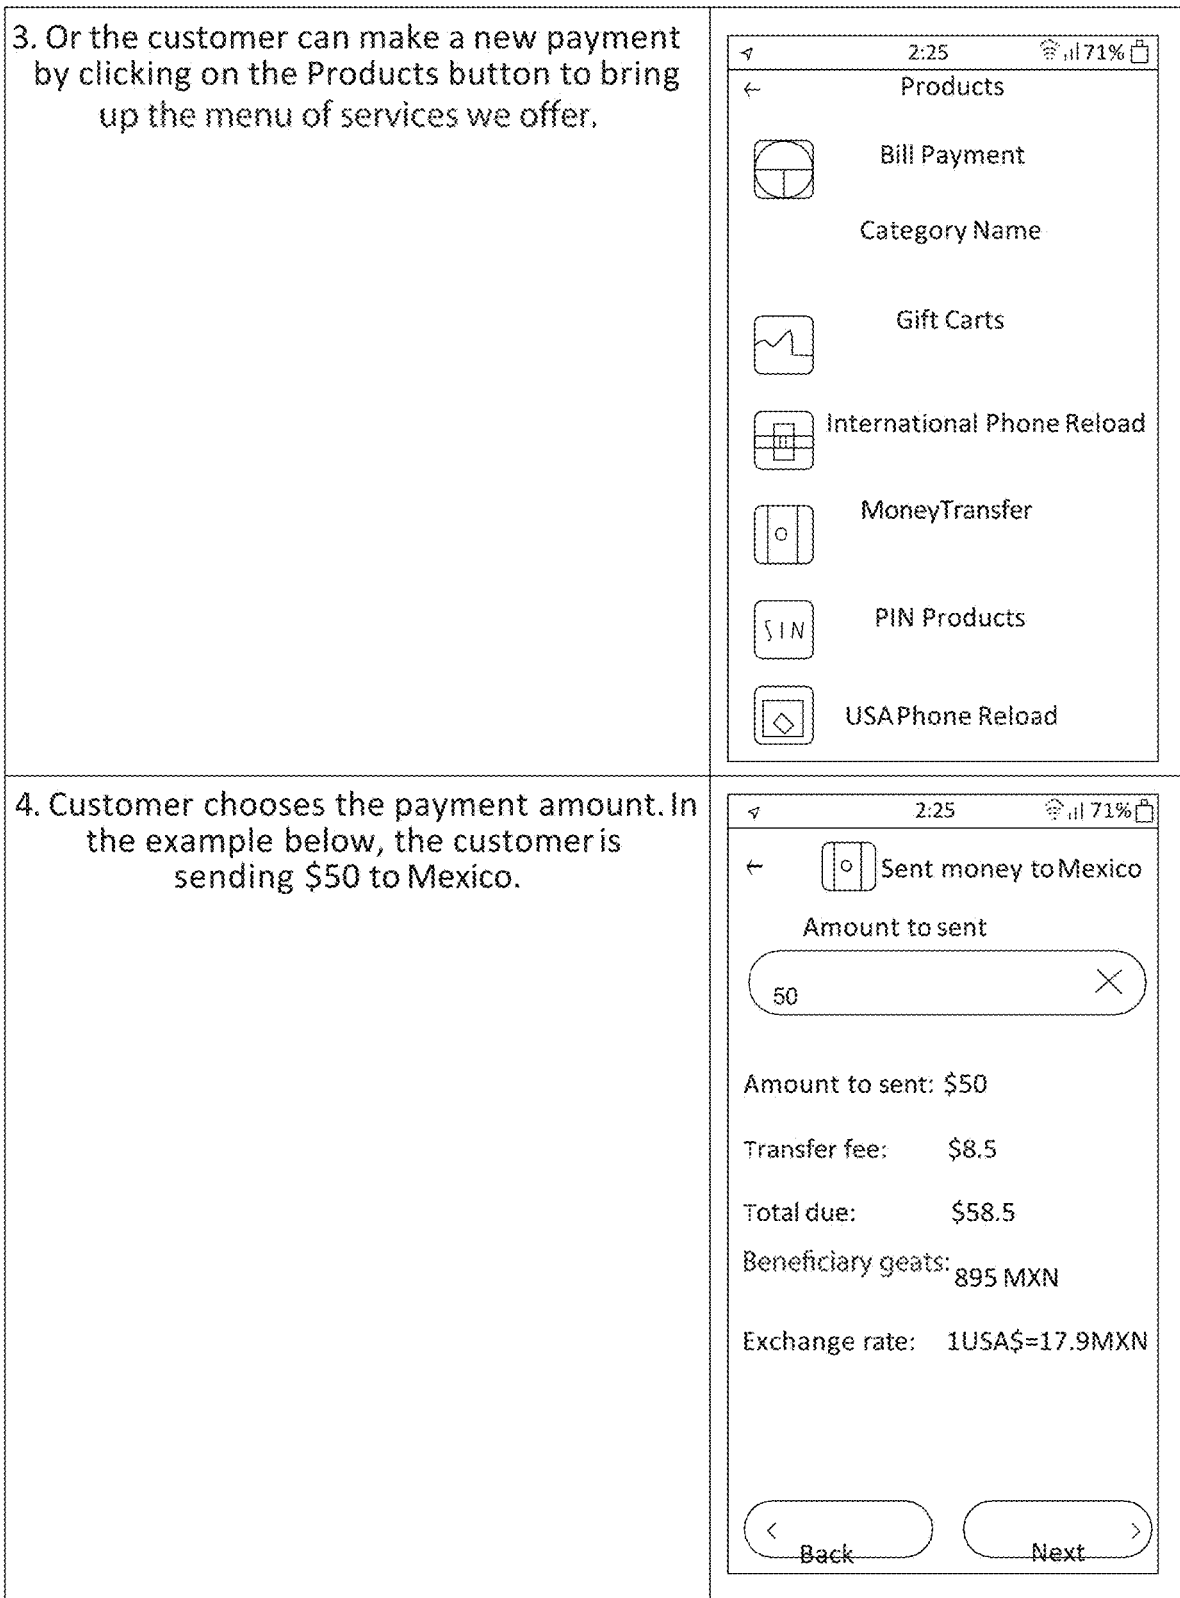 3. Or the customer can make a new payment
by clicking on the Products button to bring
up the menu of services we offer.
2:25 71%
Products
Bill Payment
Category Name
Gift Carts
International Phone Reload
MoneyTransfer
PIN Products
SIN
USA Phone Reload
4. Customer chooses the payment amount. In
the example below, the customer is
sending $50 to Mexico.
2:25 71%
Sent money to Mexico
Amount to sent
50
Amount to sent: $50
Transfer fee: $8.5
Total due: $58.5
Beneficiary geats: 895 MXN
Exchange rate: 1USA$=17.9MXN
Back Next